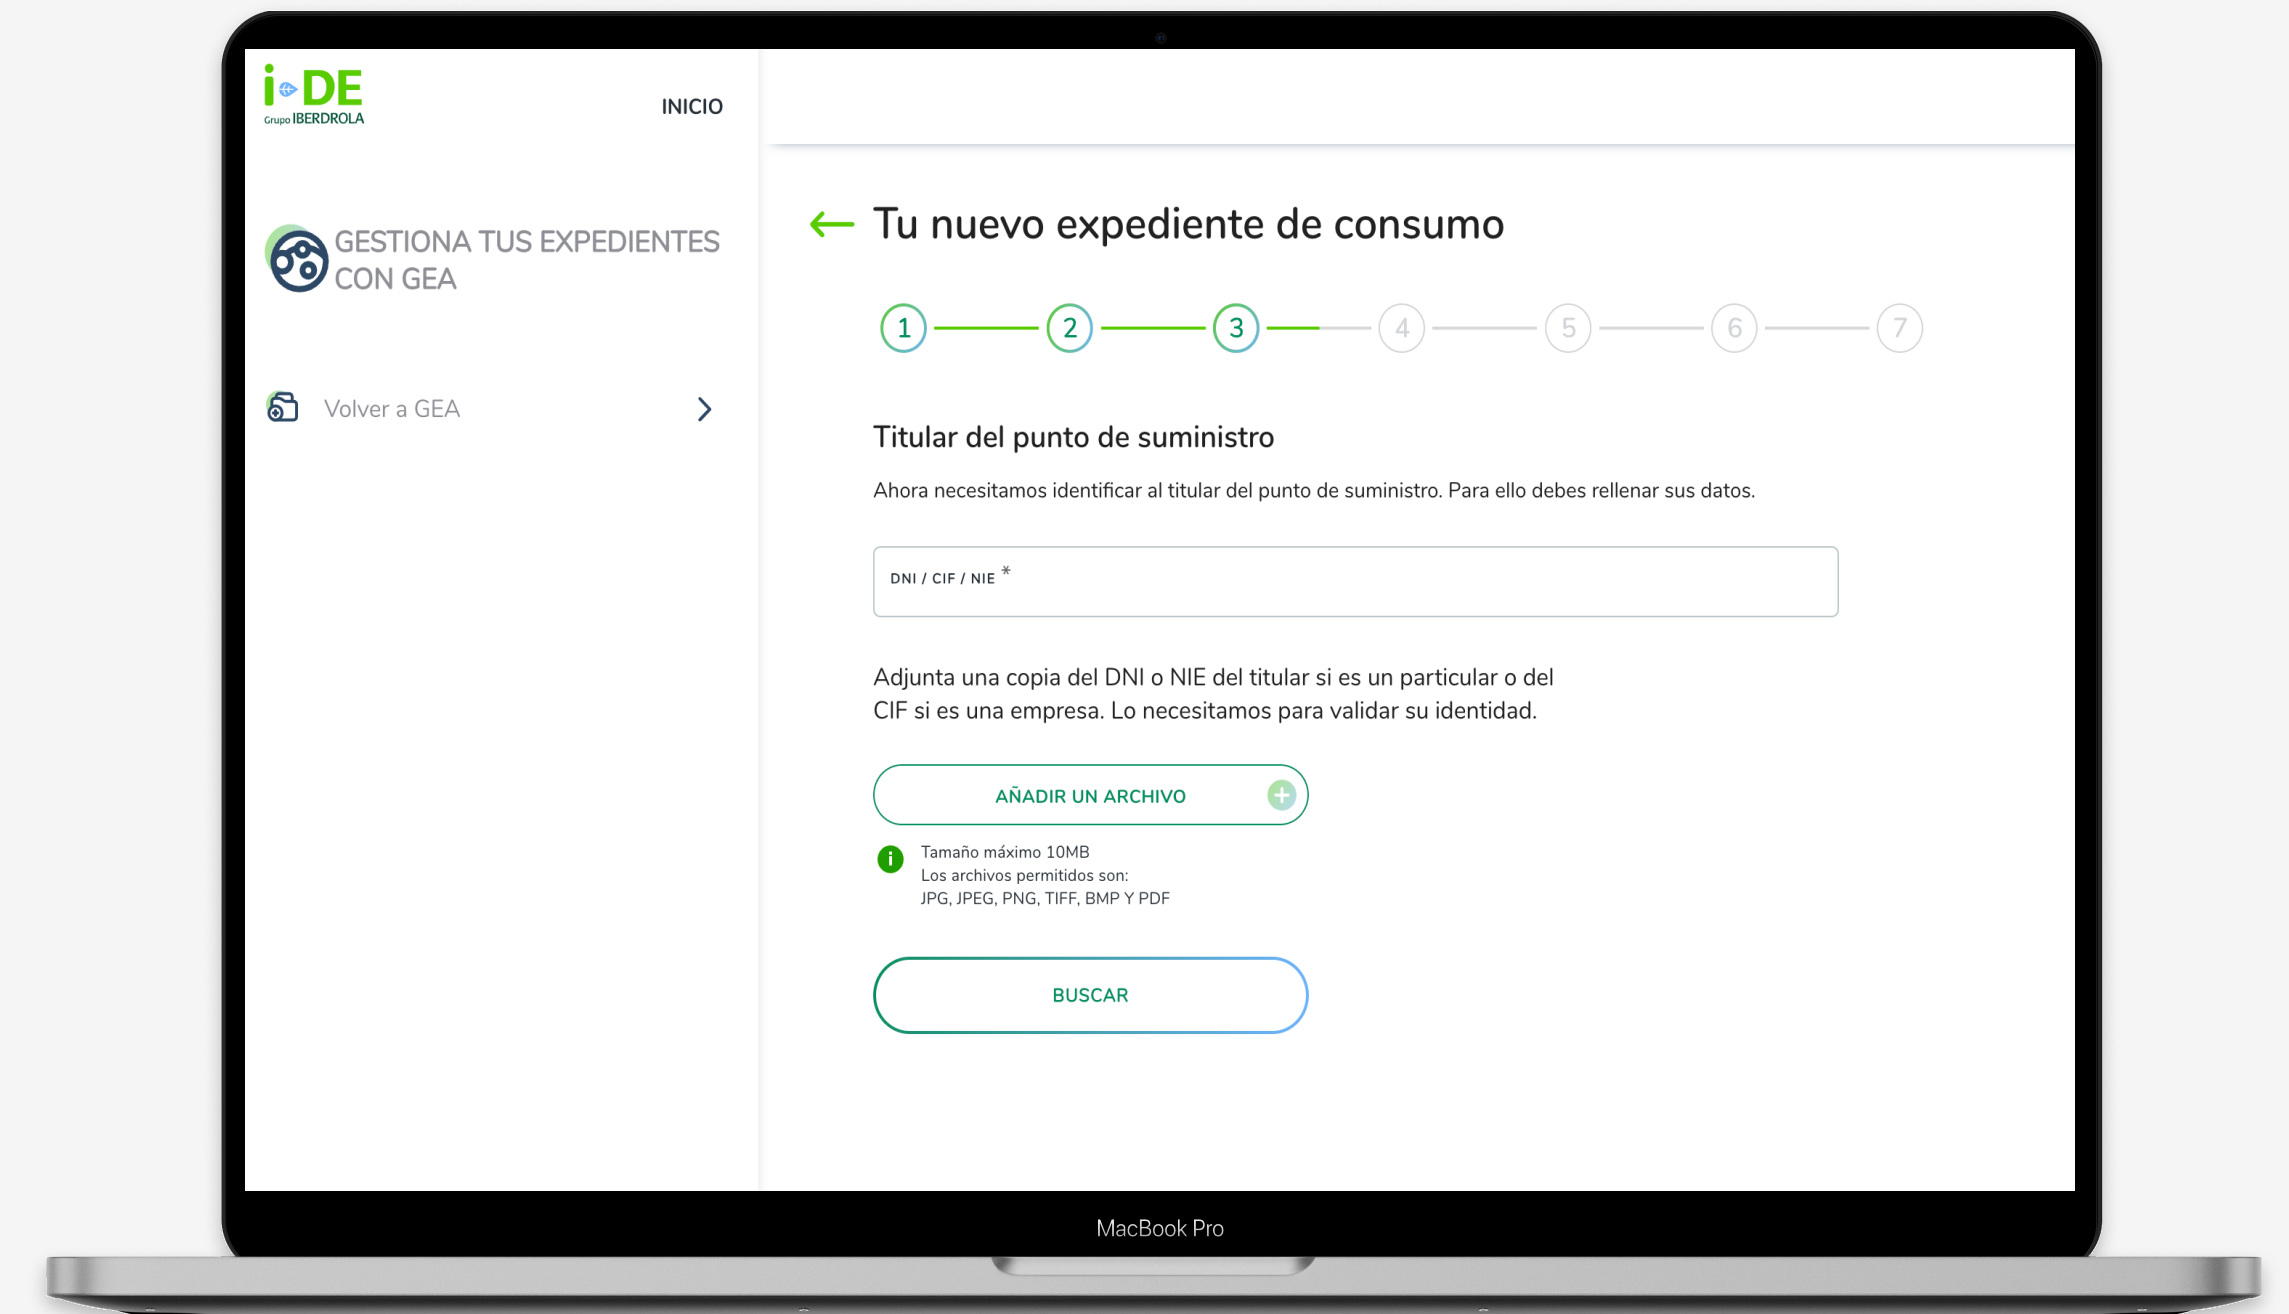 i DE
Grupo IBERDROLA
INICIO
GESTIONA TUS EXPEDIENTES
CON GEA
Volver a GEA
Tu nuevo expediente de consumo
1 2 3 4 5 6 7
Titular del punto de suministro
Ahora necesitamos identificar al titular del punto de suministro. Para ello debes rellenar sus datos.
DNI / CIF / NIE *
Adjunta una copia del DNI o NIE del titular si es un particular o del
CIF si es una empresa. Lo necesitamos para validar su identidad.
AÑADIR UN ARCHIVO +
i Tamaño máximo 10MB
Los archivos permitidos son:
JPG, JPEG, PNG, TIFF, BMP Y PDF
BUSCAR
MacBook Pro